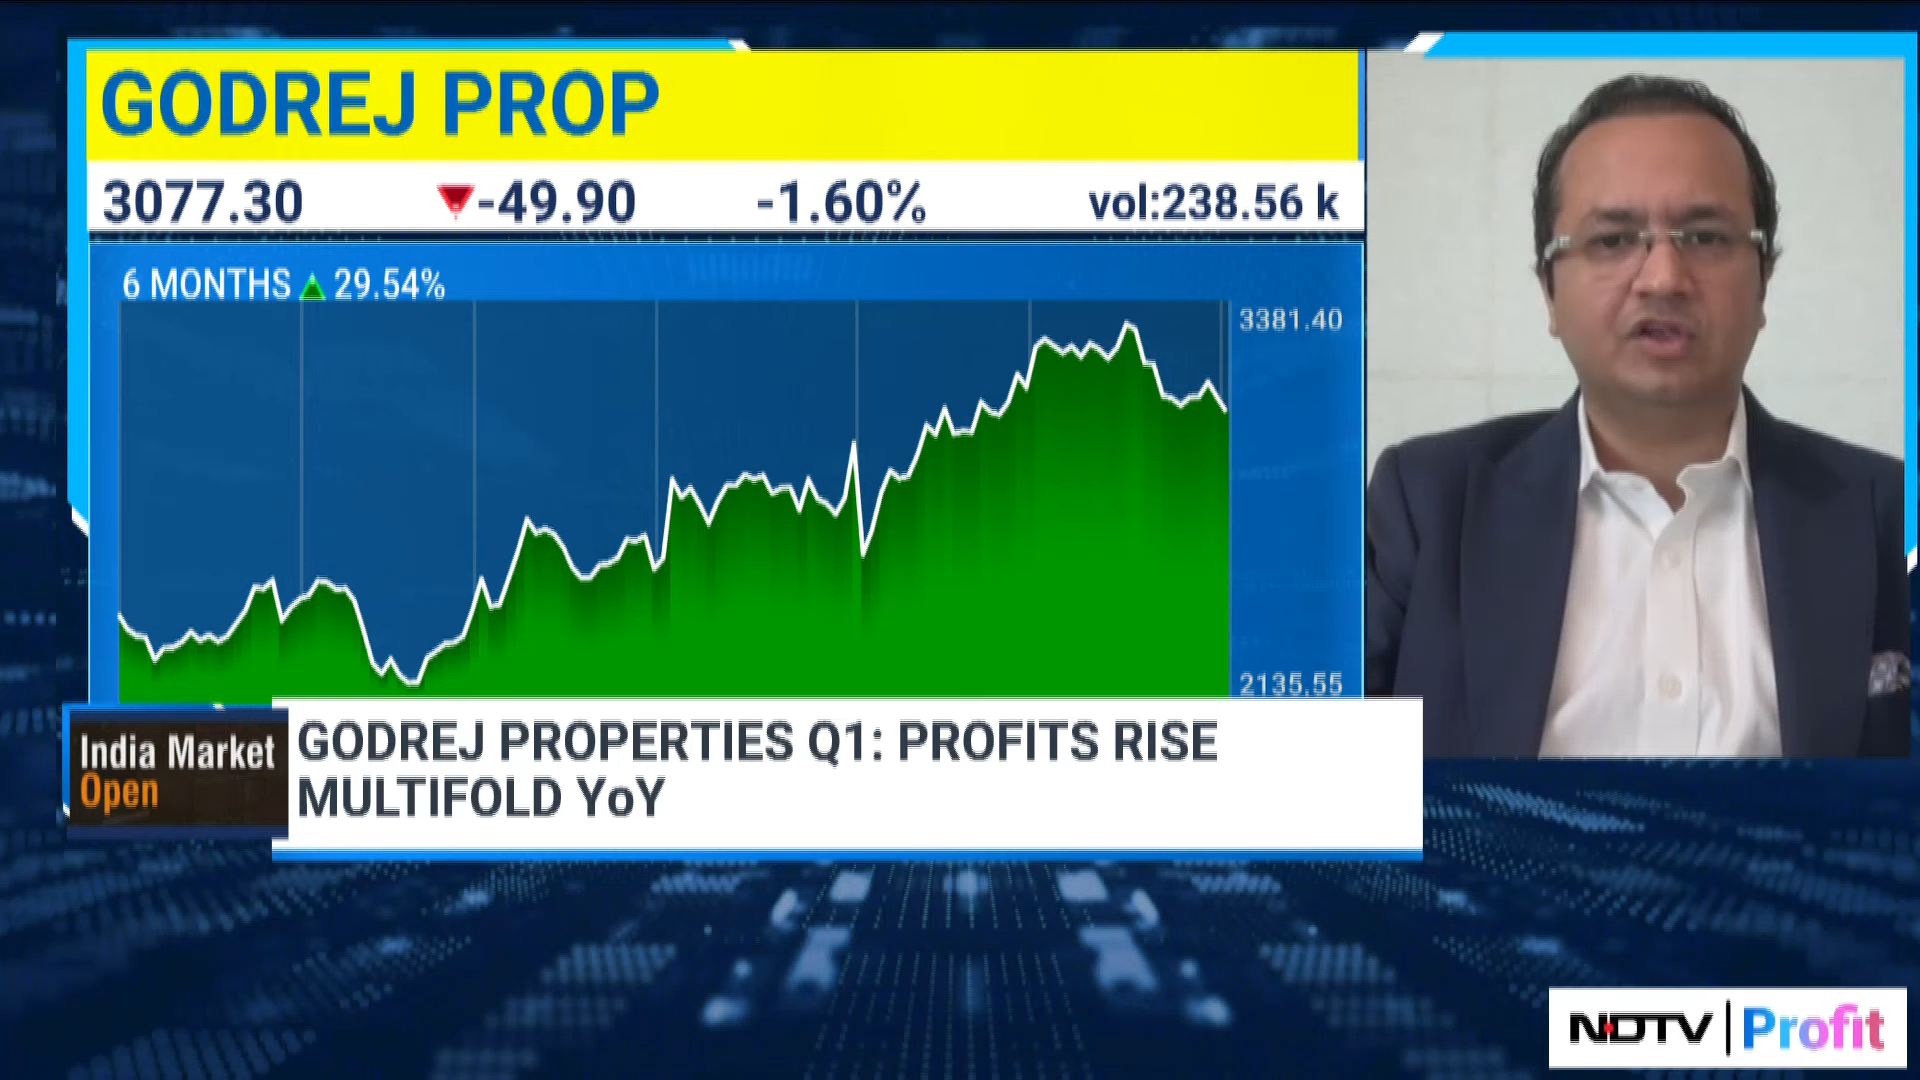 GODREJ PROP
3077.30 -49.90 -1.60% vol:238.56 k
6 MONTHS 29.54%
3381.40
2135.55
India Market
Open
GODREJ PROPERTIES Q1: PROFITS RISE
MULTIFOLD YoY
NDTV Profit